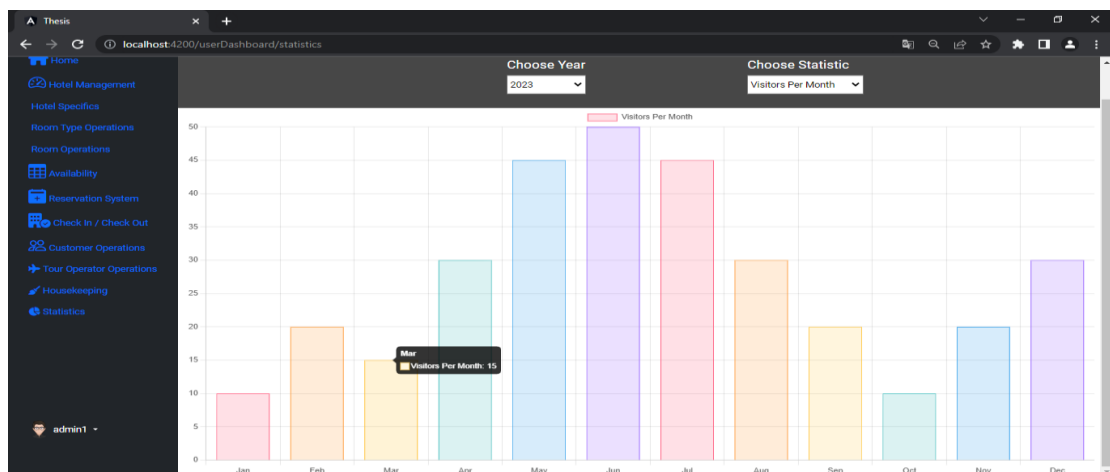 Thesis
localhost:4200/userDashboard/statistics
Home
Hotel Management
Hotel Specifics
Room Type Operations
Room Operations
Availability
Reservation System
Check In / Check Out
Customer Operations
Tour Operator Operations
Housekeeping
Statistics
admin1
Choose Year
2023
Choose Statistic
Visitors Per Month
Visitors Per Month
50
45
40
35
30
25
20
15
10
5
0
Mar
Visitors Per Month: 15
Jan Feb Mar Apr May Jun Jul Aug Sep Oct Nov Dec